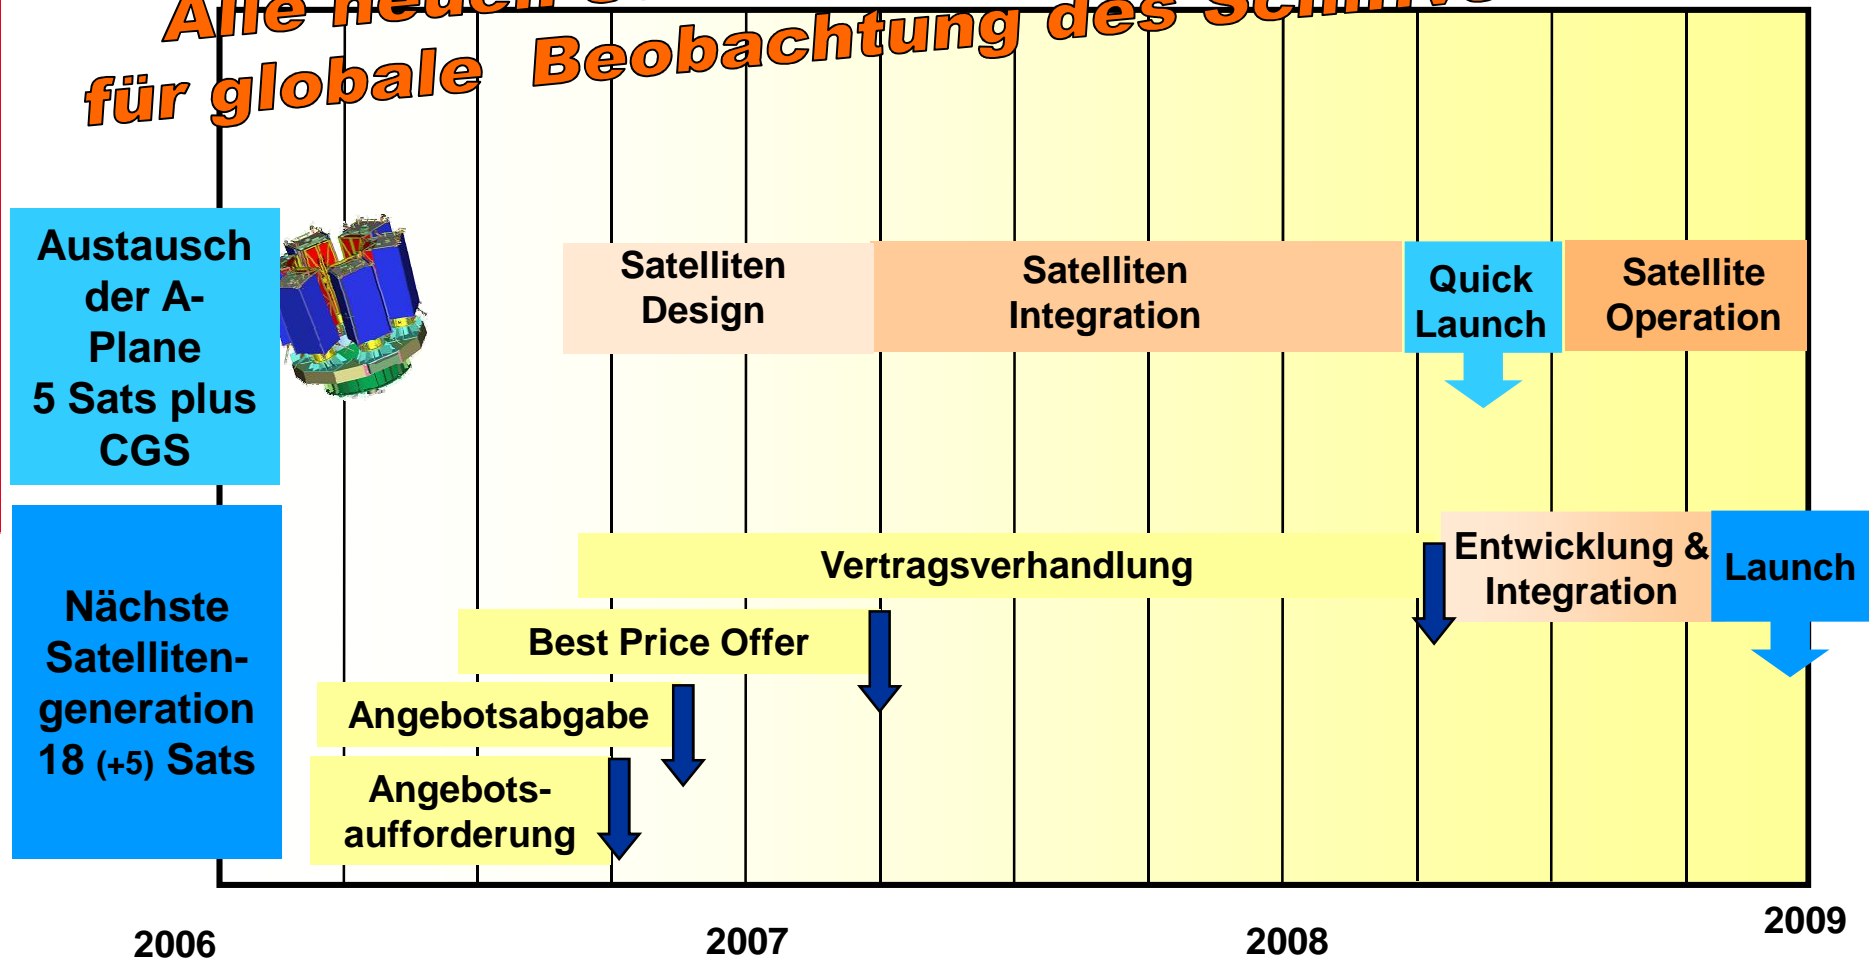 Alle neuen
für globale Beobachtung des
Austausch
der A-
Plane
5 Sats plus
CGS
Satelliten
Design
Satelliten
Integration
Quick
Launch
Satellite
Operation
Nächste
Satelliten-
generation
18 (+5) Sats
Vertragsverhandlung
Entwicklung &
Integration
Launch
Best Price Offer
Angebotsabgabe
Angebots-
aufforderung
2006
2007
2008
2009